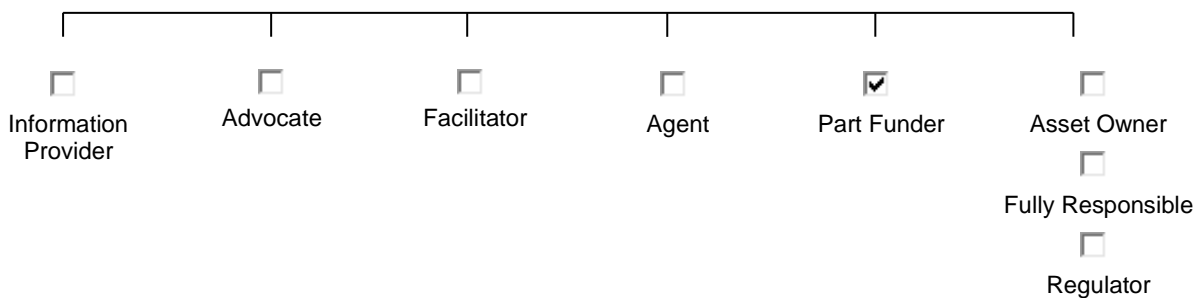 Information
Provider
Advocate
Facilitator
Agent
Part Funder
Asset Owner
Fully Responsible
Regulator